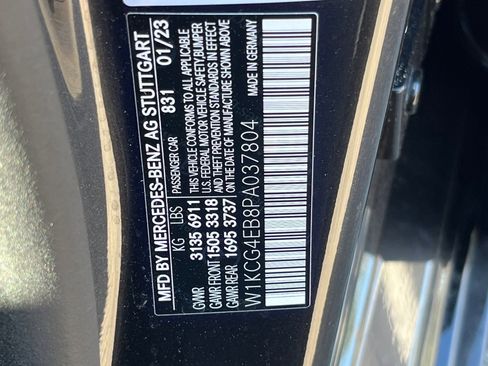 MFD BY MERCEDES-BENZ AG STUTTGART
831 01/23
PASSENGER CAR
KG LBS
THIS VEHICLE CONFORMS TO ALL APPLICABLE
U.S. FEDERAL MOTOR VEHICLE SAFETY, BUMPER
AND THEFT PREVENTION STANDARDS IN EFFECT
ON THE DATE OF MANUFACTURE SHOWN ABOVE
GVWR 3135 6911
GAWR FRONT 1505 3318
GAWR REAR 1695 3737
MADE IN GERMANY
W1KCG4EB8PA037804